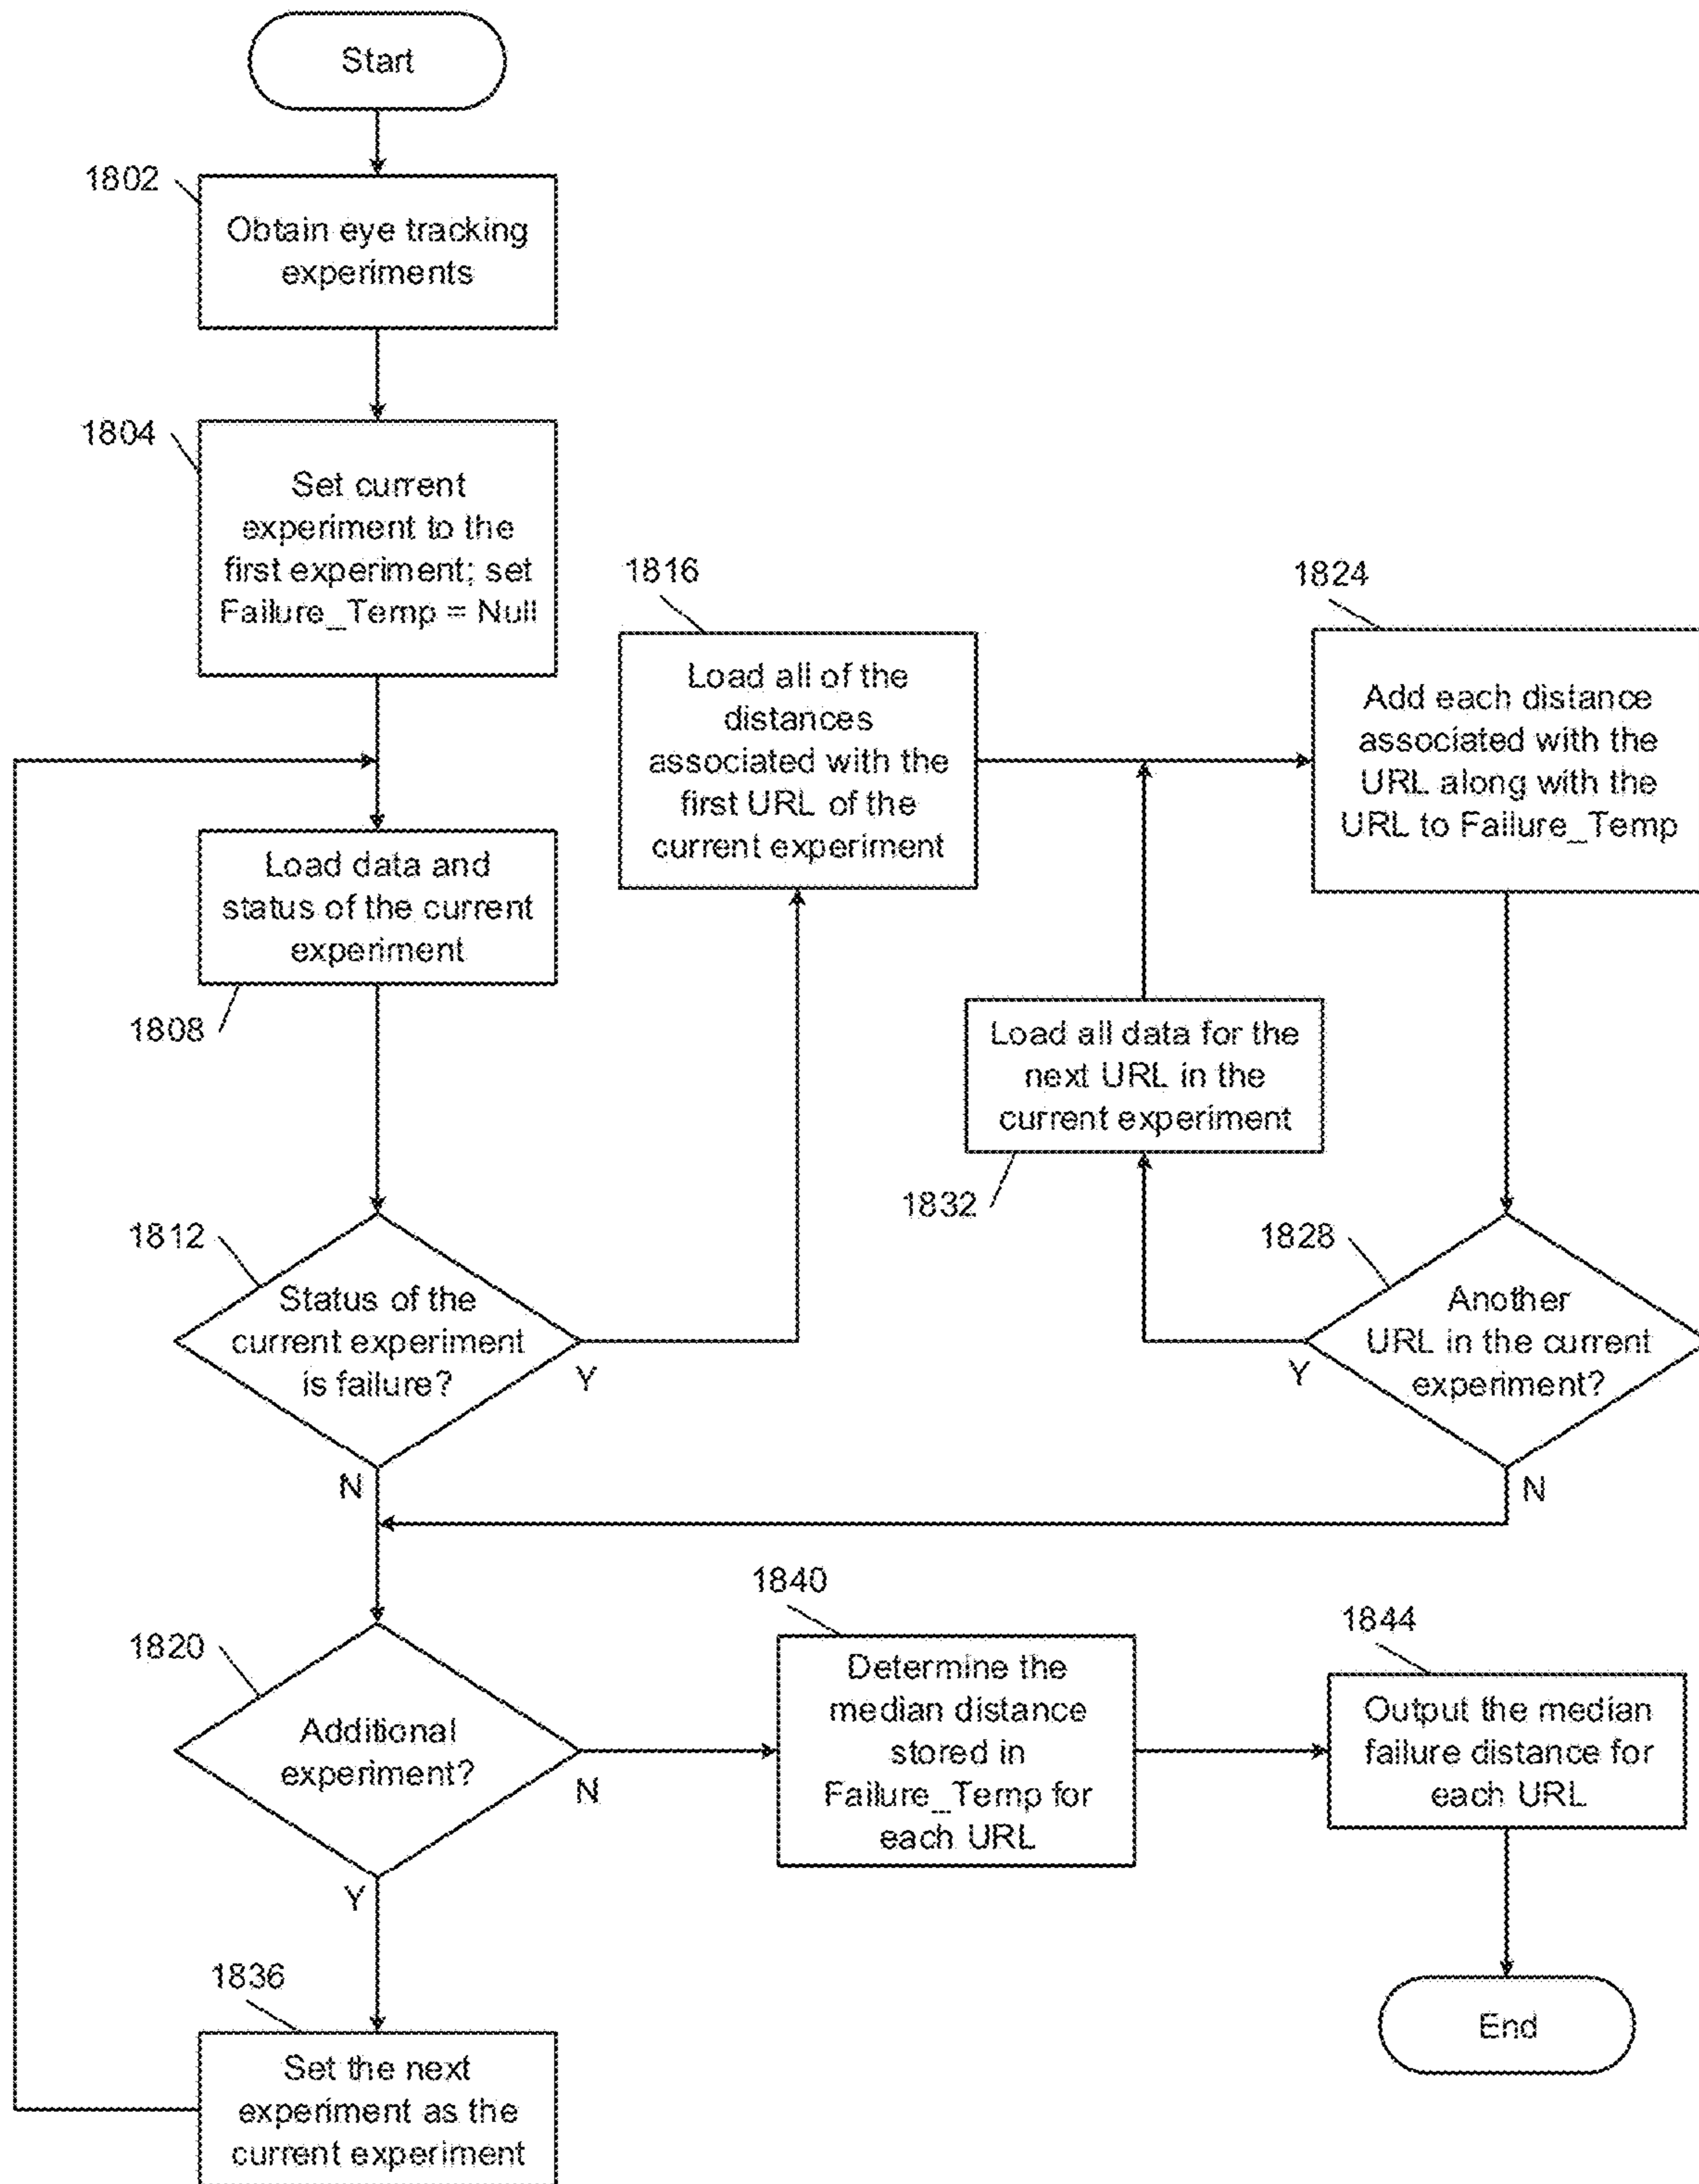 Start
1802
Obtain eye tracking
experiments
1804
Set current
experiment to the
first experiment; set
Failure_Temp = Null
1816
Load all of the
distances
associated with the
first URL of the
current experiment
1824
Add each distance
associated with the
URL along with the
URL to Failure_Temp
Load data and
status of the current
experiment
1808
Load all data for the
next URL in the
current experiment
1832
1812
Status of the
current experiment
is failure?
Y
N
1828
Another
URL in the current
experiment?
Y
N
1820
Additional
experiment?
N
Y
1840
Determine the
median distance
stored in
Failure_Temp for
each URL
1844
Output the median
failure distance for
each URL
1836
Set the next
experiment as the
current experiment
End